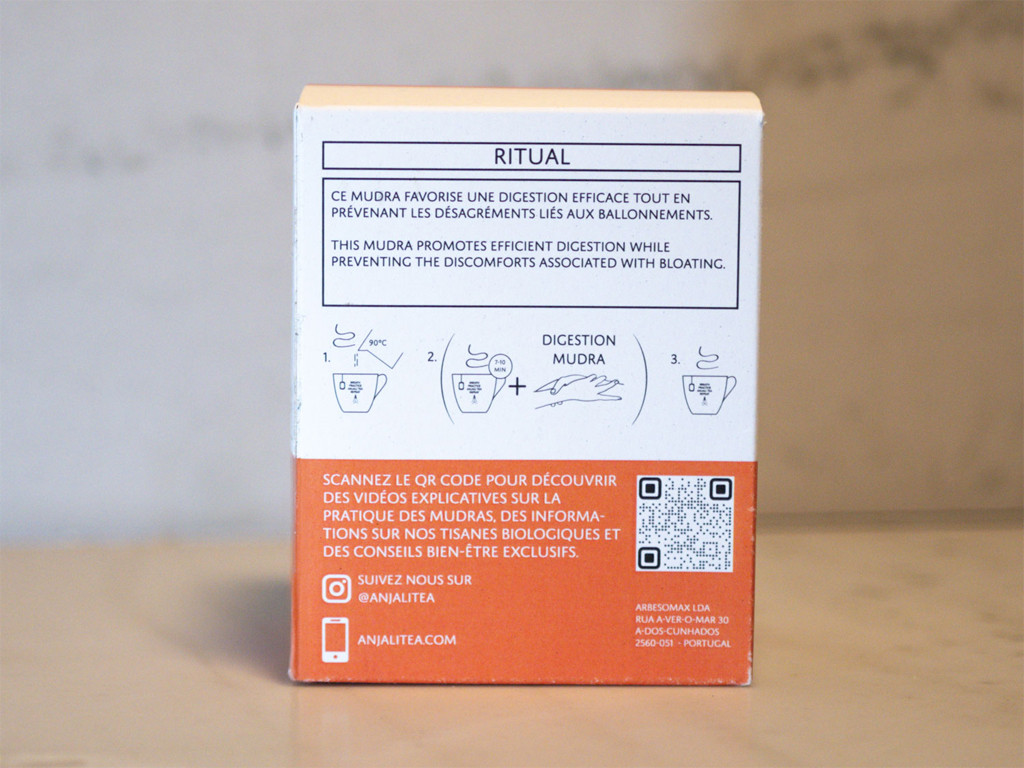 RITUAL
CE MUDRA FAVORISE UNE DIGESTION EFFICACE TOUT EN
PRÉVENANT LES DÉSAGRÉMENTS LIÉS AUX BALLONNEMENTS.
THIS MUDRA PROMOTES EFFICIENT DIGESTION WHILE
PREVENTING THE DISCOMFORTS ASSOCIATED WITH BLOATING.
1.
90°C
2.
7-10
MIN
+
DIGESTION
MUDRA
3.
SCANNEZ LE QR CODE POUR DÉCOUVRIR
DES VIDÉOS EXPLICATIVES SUR LA
PRATIQUE DES MUDRAS, DES INFORMA-
TIONS SUR NOS TISANES BIOLOGIQUES ET
DES CONSEILS BIEN-ÊTRE EXCLUSIFS.
SUIVEZ NOUS SUR
@ANJALITEA
ANJALITEA.COM
ARBESOMAX LDA
RUA A-VER-O-MAR 30
A-DOS-CUNHADOS
2560-051 - PORTUGAL